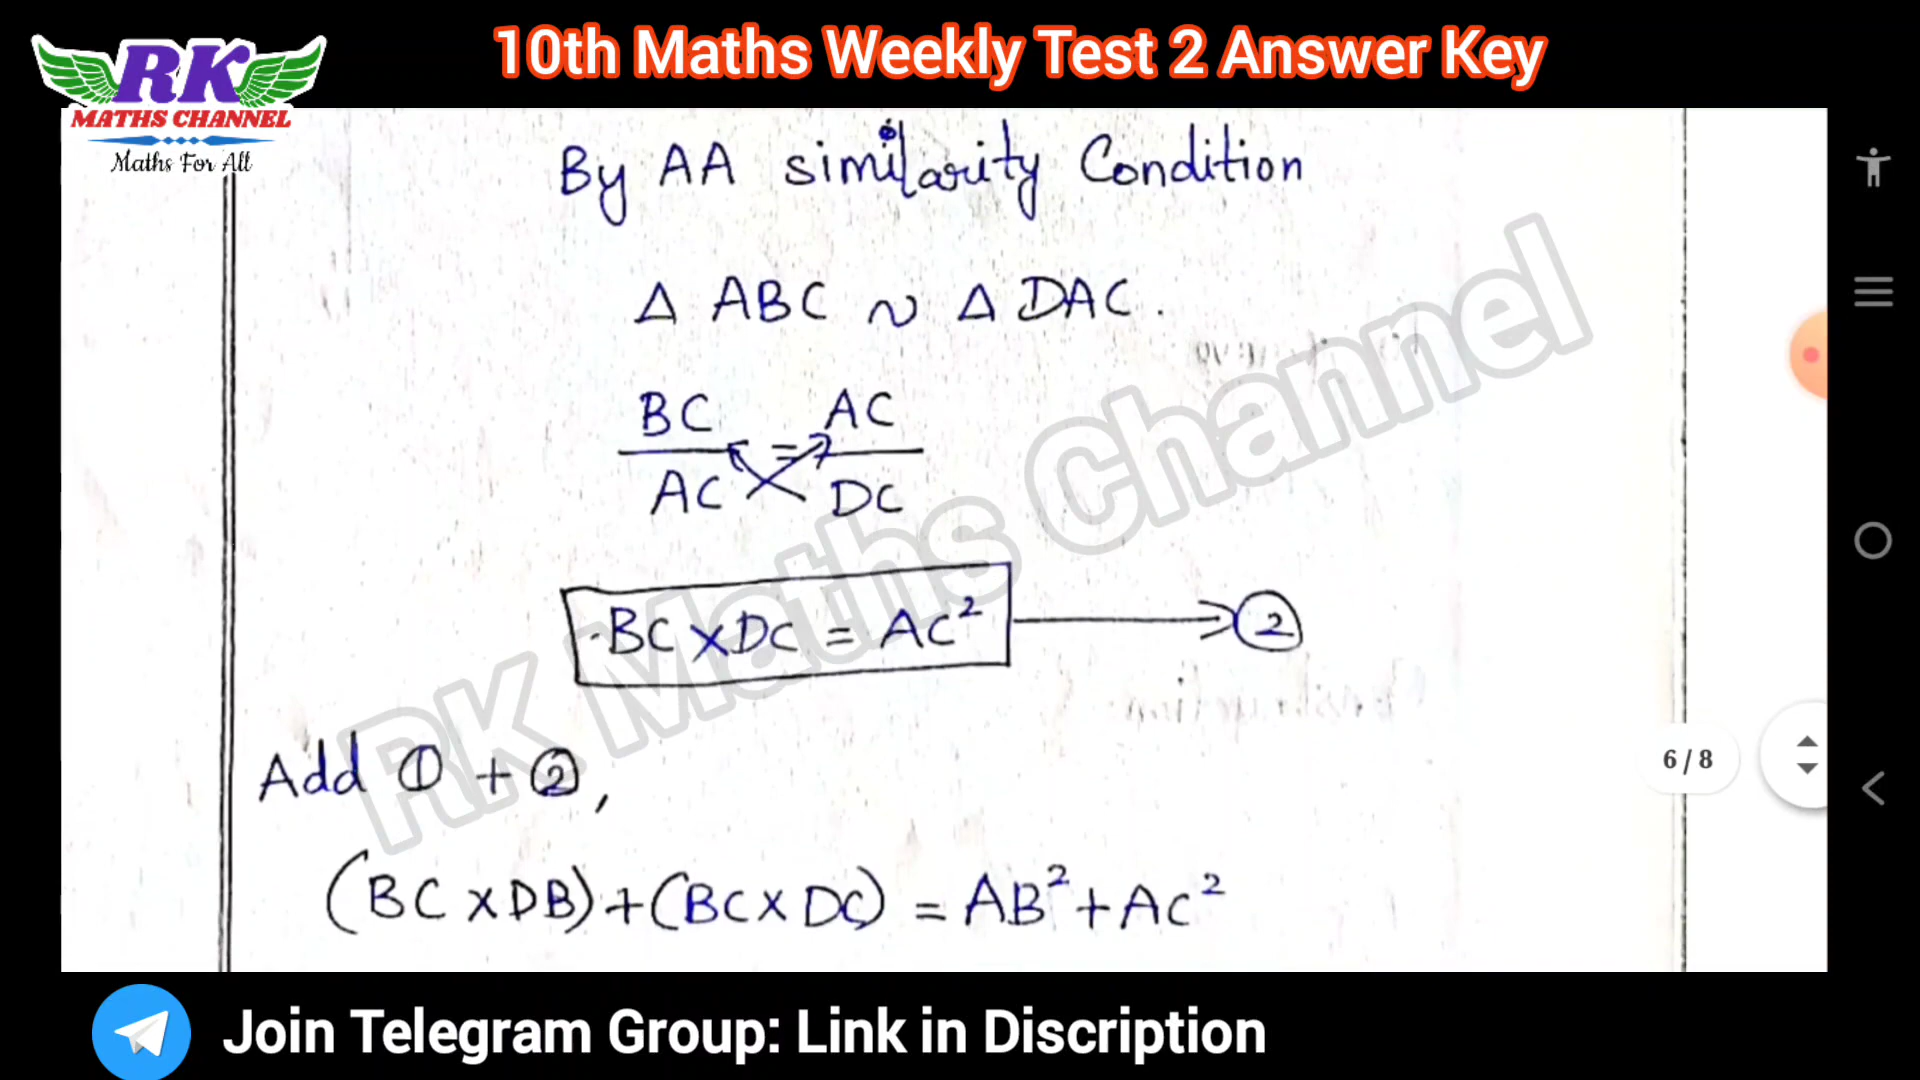 10th Maths Weekly Test 2 Answer Key
RK
MATHS CHANNEL
Maths For All
By AA similarity Condition
Δ ABC ~ Δ DAC.
BC/AC = AC/DC
BC × DC = AC² → ②
Add ① + ②,
(BC × DB) + (BC × DC) = AB² + AC²
RK Maths Channel
6 / 8
Join Telegram Group: Link in Discription